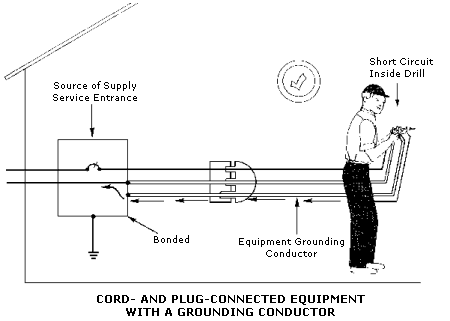 Short Circuit
Inside Drill
Source of Supply
Service Entrance
Bonded
Equipment Grounding
Conductor
CORD- AND PLUG-CONNECTED EQUIPMENT
WITH A GROUNDING CONDUCTOR